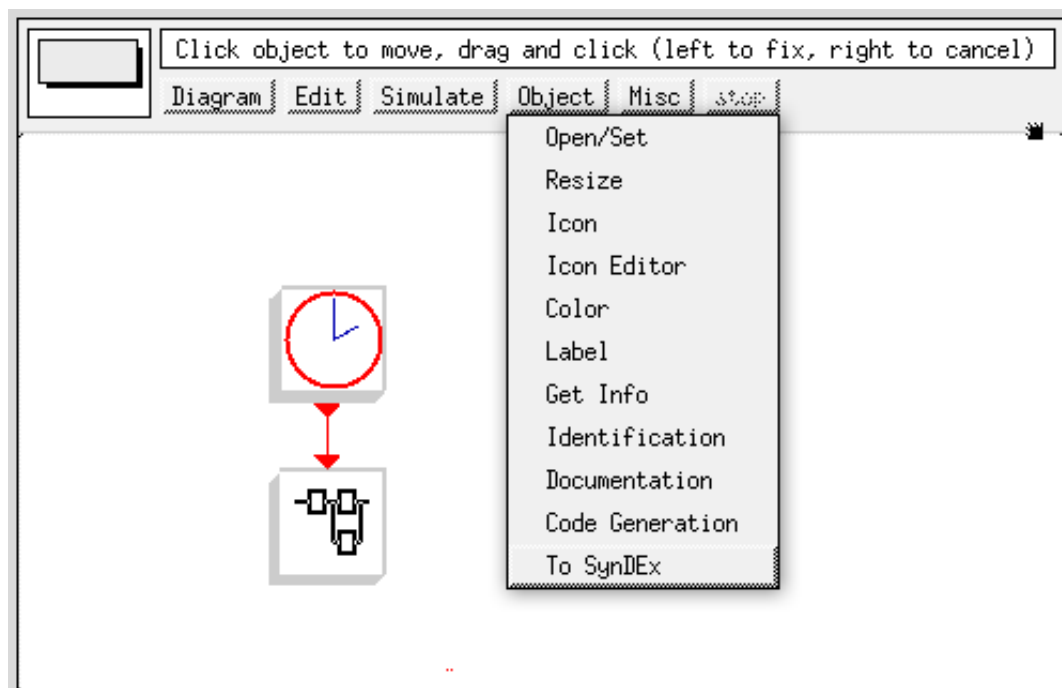 Click object to move, drag and click (left to fix, right to cancel)
Diagram Edit Simulate Object Misc stop
Open/Set
Resize
Icon
Icon Editor
Color
Label
Get Info
Identification
Documentation
Code Generation
To SynDEx